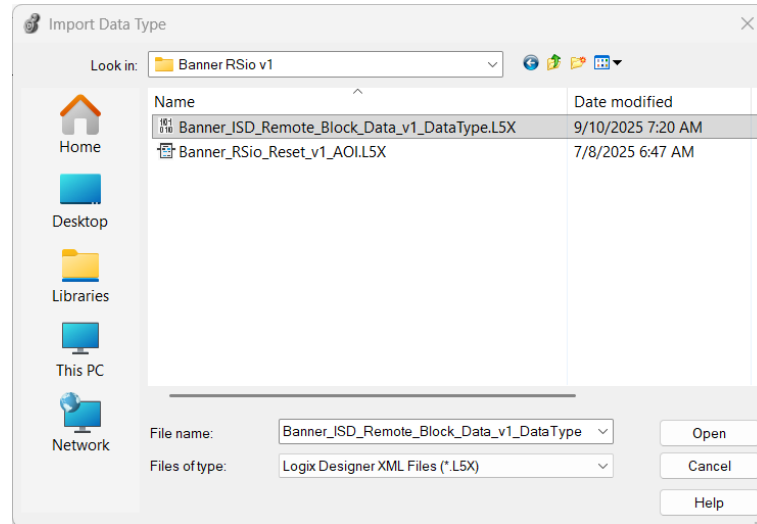 Import Data Type
Look in: Banner RSio v1
Name Date modified
Banner_ISD_Remote_Block_Data_v1_DataType.L5X 9/10/2025 7:20 AM
Banner_RSio_Reset_v1_AOI.L5X 7/8/2025 6:47 AM
Home
Desktop
Libraries
This PC
Network
File name: Banner_ISD_Remote_Block_Data_v1_DataType Open
Files of type: Logix Designer XML Files (*.L5X) Cancel
Help